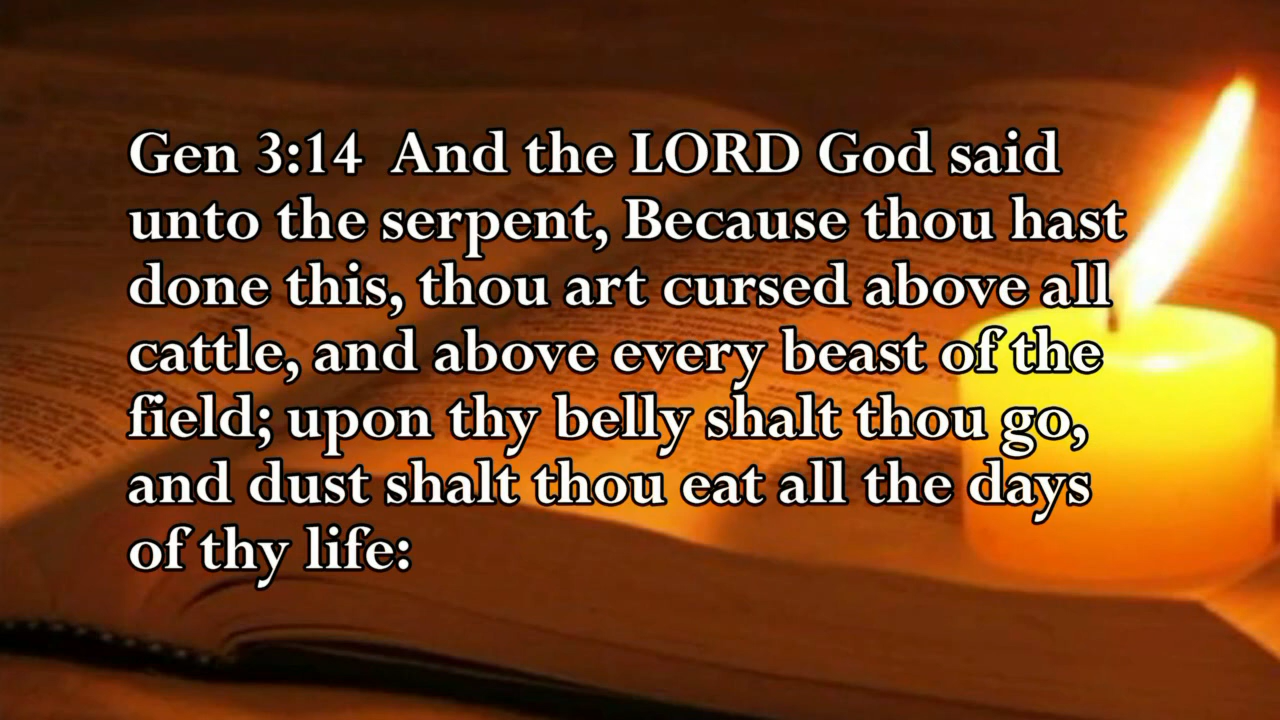 Gen 3:14  And the LORD God said
unto the serpent, Because thou hast
done this, thou art cursed above all
cattle, and above every beast of the
field; upon thy belly shalt thou go,
and dust shalt thou eat all the days
of thy life: